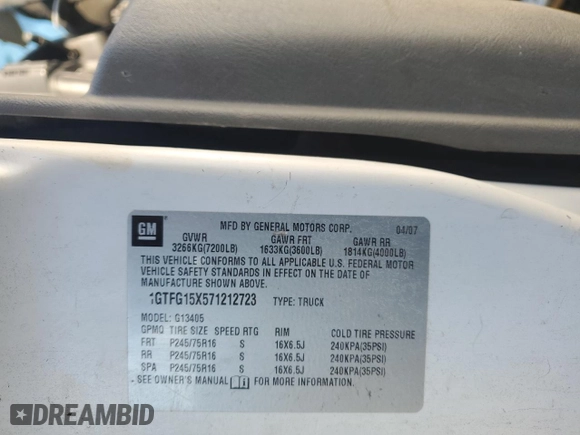 GM
MFD BY GENERAL MOTORS CORP. 04/07
GVWR GAWR FRT GAWR RR
3266KG(7200LB) 1633KG(3600LB) 1814KG(4000LB)
THIS VEHICLE CONFORMS TO ALL APPLICABLE U.S. FEDERAL MOTOR
VEHICLE SAFETY STANDARDS IN EFFECT ON THE DATE OF
MANUFACTURE SHOWN ABOVE.
1GTFG15X571212723 TYPE: TRUCK
MODEL: G13405
GPMQ TIRE SIZE SPEED RTG RIM COLD TIRE PRESSURE
FRT P245/75R16 S 16X6.5J 240KPA(35PSI)
RR P245/75R16 S 16X6.5J 240KPA(35PSI)
SPA P245/75R16 S 16X6.5J 240KPA(35PSI)
SEE OWNER'S MANUAL FOR MORE INFORMATION.
DREAMBID